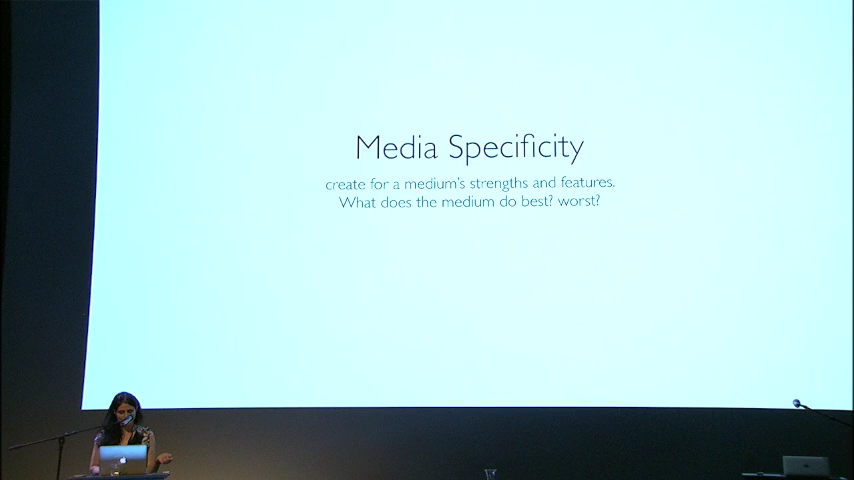 Media Specificity
create for a medium's strengths and features.
What does the medium do best? worst?